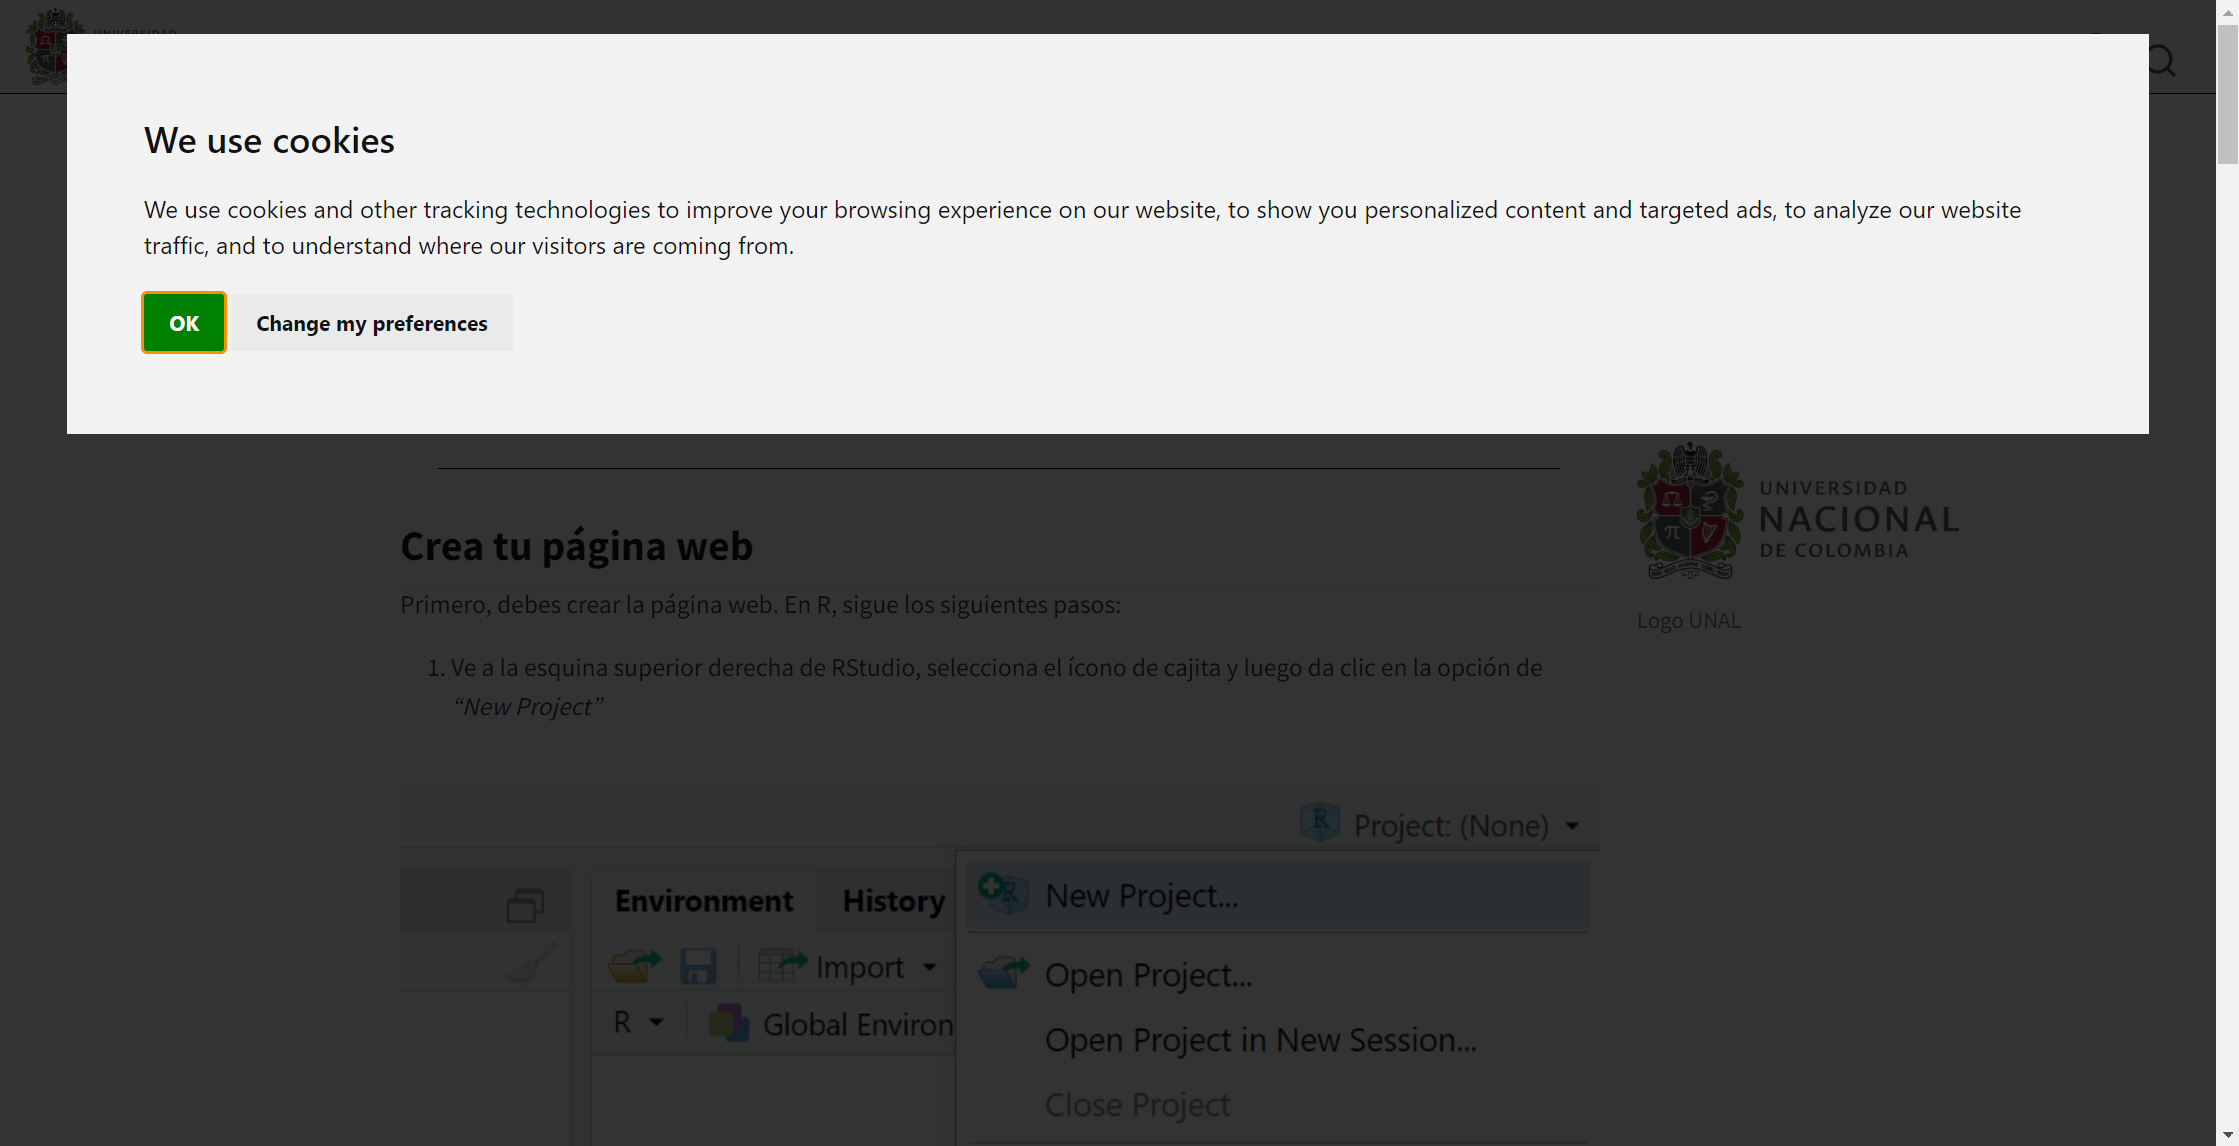 UNIVERSIDAD
We use cookies
We use cookies and other tracking technologies to improve your browsing experience on our website, to show you personalized content and targeted ads, to analyze our website
traffic, and to understand where our visitors are coming from.
OK
Change my preferences
UNIVERSIDAD
NACIONAL
DE COLOMBIA
Logo UNAL
Crea tu página web
Primero, debes crear la página web. En R, sigue los siguientes pasos:
1. Ve a la esquina superior derecha de RStudio, selecciona el ícono de cajita y luego da clic en la opción de
“New Project”
Project: (None)
Environment
History
New Project...
Import
Open Project...
R
Global Environ
Open Project in New Session...
Close Project